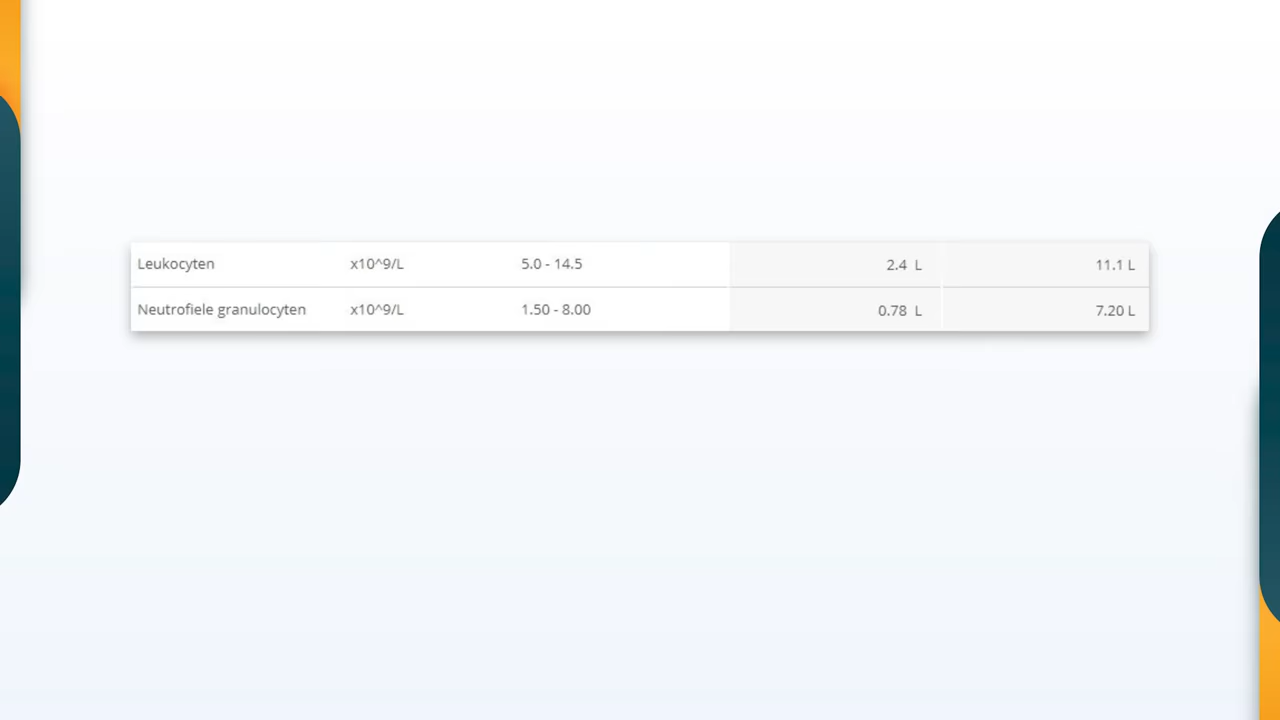 Leukocyten x10^9/L 5.0 - 14.5 2.4 L 11.1 L
Neutrofiele granulocyten x10^9/L 1.50 - 8.00 0.78 L 7.20 L